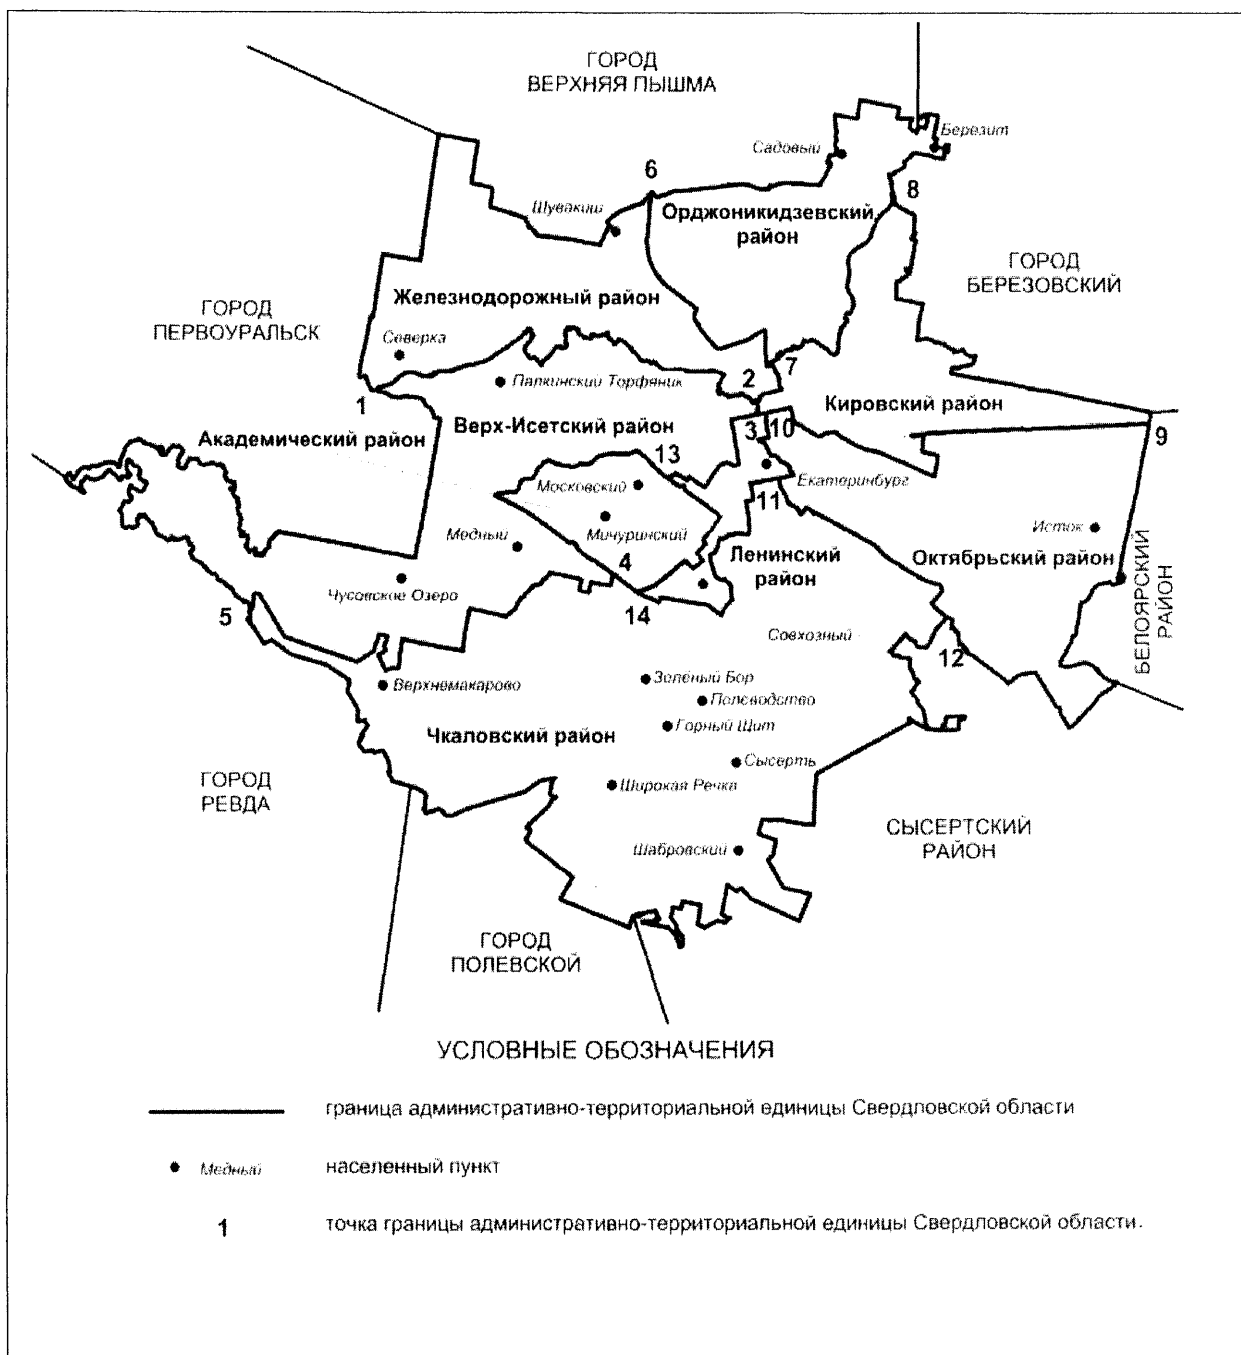 ГОРОД
ВЕРХНЯЯ ПЫШМА
Березит
Садовый
6
8
Шувакиш
Орджоникидзевский
район
ГОРОД
БЕРЕЗОВСКИЙ
Железнодорожный район
ГОРОД
ПЕРВОУРАЛЬСК
Северка
7
2
Палкинский Торфяник
1
Кировский район
Верх-Исетский район
3
10
Академический район
9
13
Екатеринбург
Московский
11
Исток
Медный
Мичуринский
Ленинский
район
Октябрьский район
4
БЕЛОЯРСКИЙ
РАЙОН
Чусовское Озеро
5
14
Совхозный
12
Верхнемакарово
Зелёный Бор
Полеводство
Горный Щит
Чкаловский район
Сысерть
ГОРОД
РЕВДА
Широкая Речка
СЫСЕРТСКИЙ
РАЙОН
Шабровский
ГОРОД
ПОЛЕВСКОЙ
УСЛОВНЫЕ ОБОЗНАЧЕНИЯ
граница административно-территориальной единицы Свердловской области
Медный населенный пункт
1 точка границы административно-территориальной единицы Свердловской области.